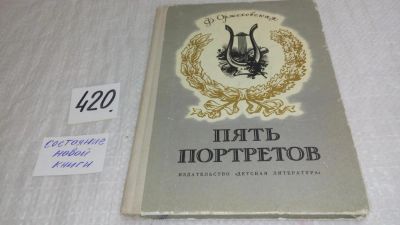 420.
состояние
новой
книги
Ф. Оржеховская
ПЯТЬ
ПОРТРЕТОВ
ИЗДАТЕЛЬСТВО «ДЕТСКАЯ ЛИТЕРАТУРА»